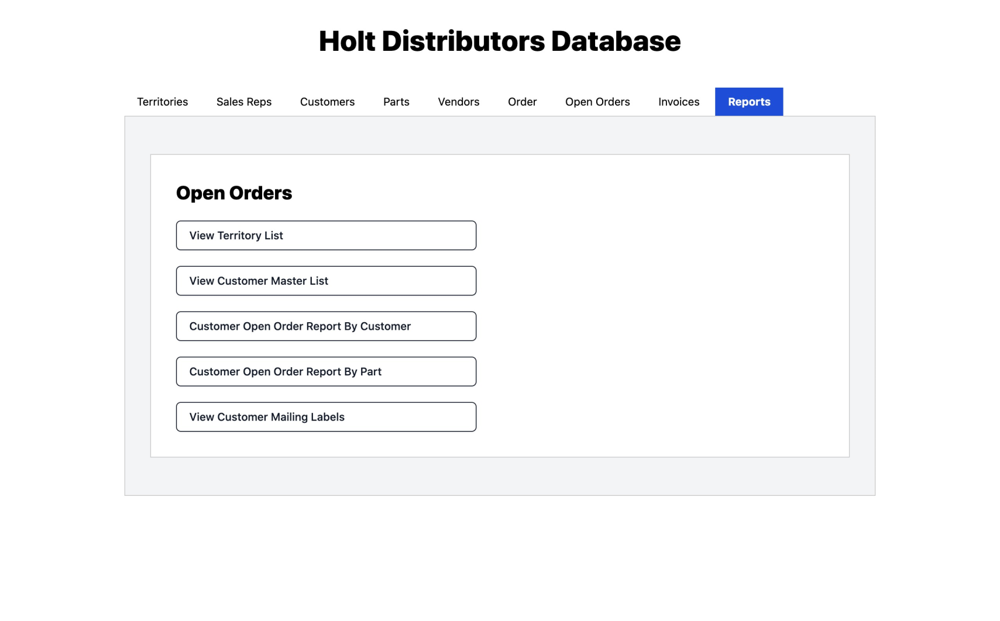 Holt Distributors Database
Territories Sales Reps Customers Parts Vendors Order Open Orders Invoices Reports
Open Orders
View Territory List
View Customer Master List
Customer Open Order Report By Customer
Customer Open Order Report By Part
View Customer Mailing Labels